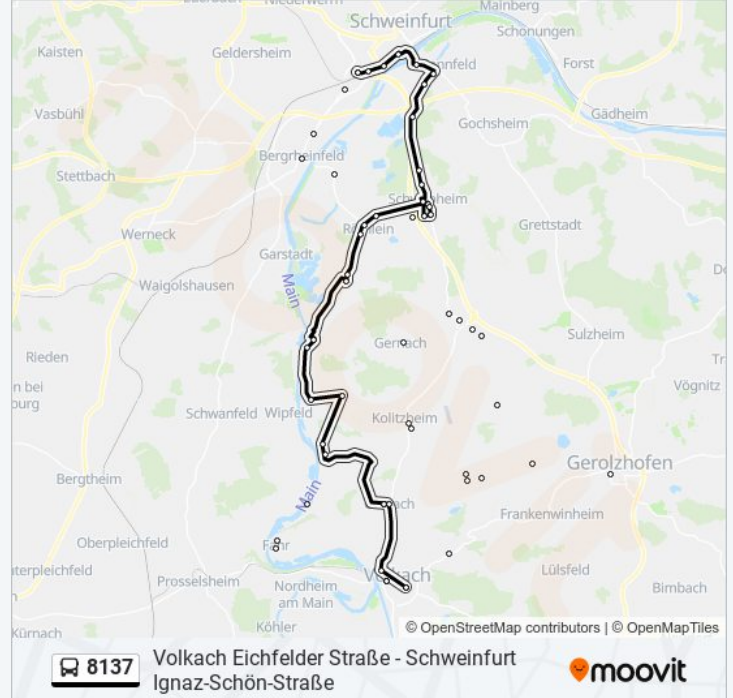 Mainberg
Schweinfurt
Schonungen
Kaisten
Geldersheim
Forst
Gädheim
Vasbühl
Gochsheim
Bergrheinfeld
Stettbach
Grettstadt
Werneck
Garstadt
Main
Waigolshausen
Sulzheim
Gernach
Rieden
Vögnitz
Schwanfeld
Wipfeld
Kolitzheim
Gerolzhofen
Bergtheim
Main
Frankenwinheim
Oberpleichfeld
Fahr
Volkach
Lülsfeld
Prosselsheim
Nordheim
am Main
Bimbach
Köhler
Kürnach
© OpenStreetMap contributors | © OpenMapTiles
8137
Volkach Eichfelder Straße - Schweinfurt
Ignaz-Schön-Straße
moovit